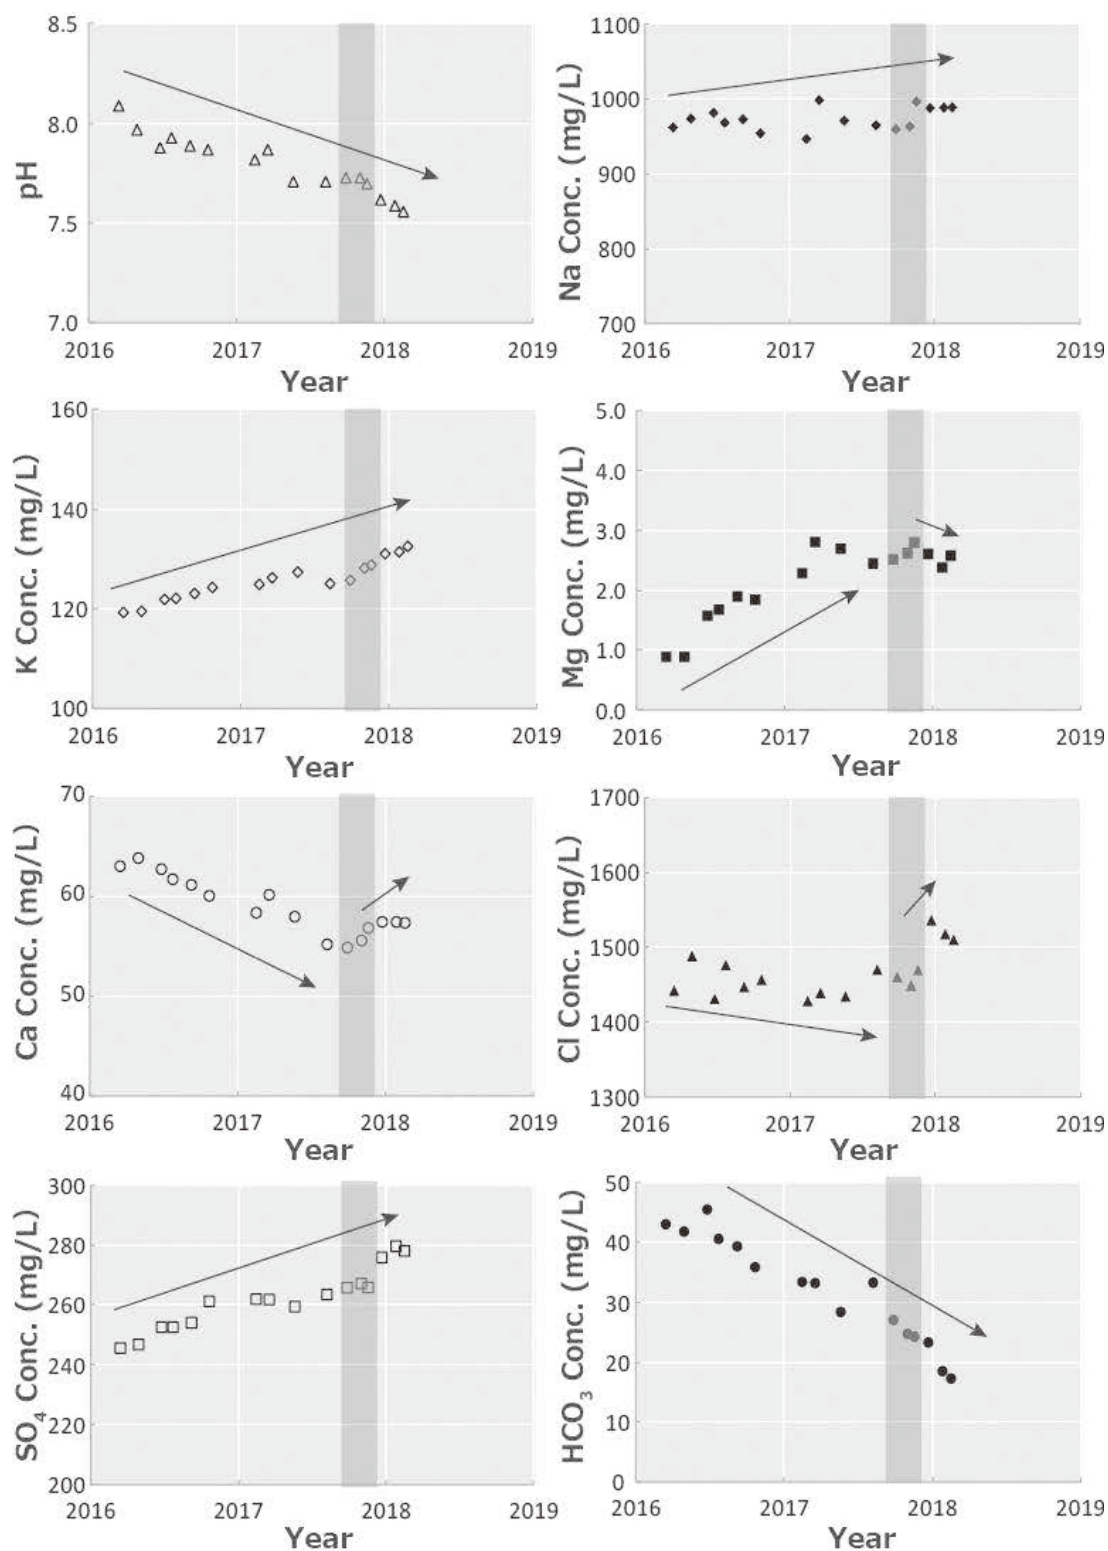 8.5
8.0
7.5
7.0
pH
2016 2017 2018 2019
Year
1100
1000
900
800
700
Na Conc. (mg/L)
2016 2017 2018 2019
Year
160
140
120
100
K Conc. (mg/L)
2016 2017 2018 2019
Year
5.0
4.0
3.0
2.0
1.0
0.0
Mg Conc. (mg/L)
2016 2017 2018 2019
Year
70
60
50
40
Ca Conc. (mg/L)
2016 2017 2018 2019
Year
1700
1600
1500
1400
1300
Cl Conc. (mg/L)
2016 2017 2018 2019
Year
300
280
260
240
220
200
SO₄ Conc. (mg/L)
2016 2017 2018 2019
Year
50
40
30
20
10
0
HCO₃ Conc. (mg/L)
2016 2017 2018 2019
Year